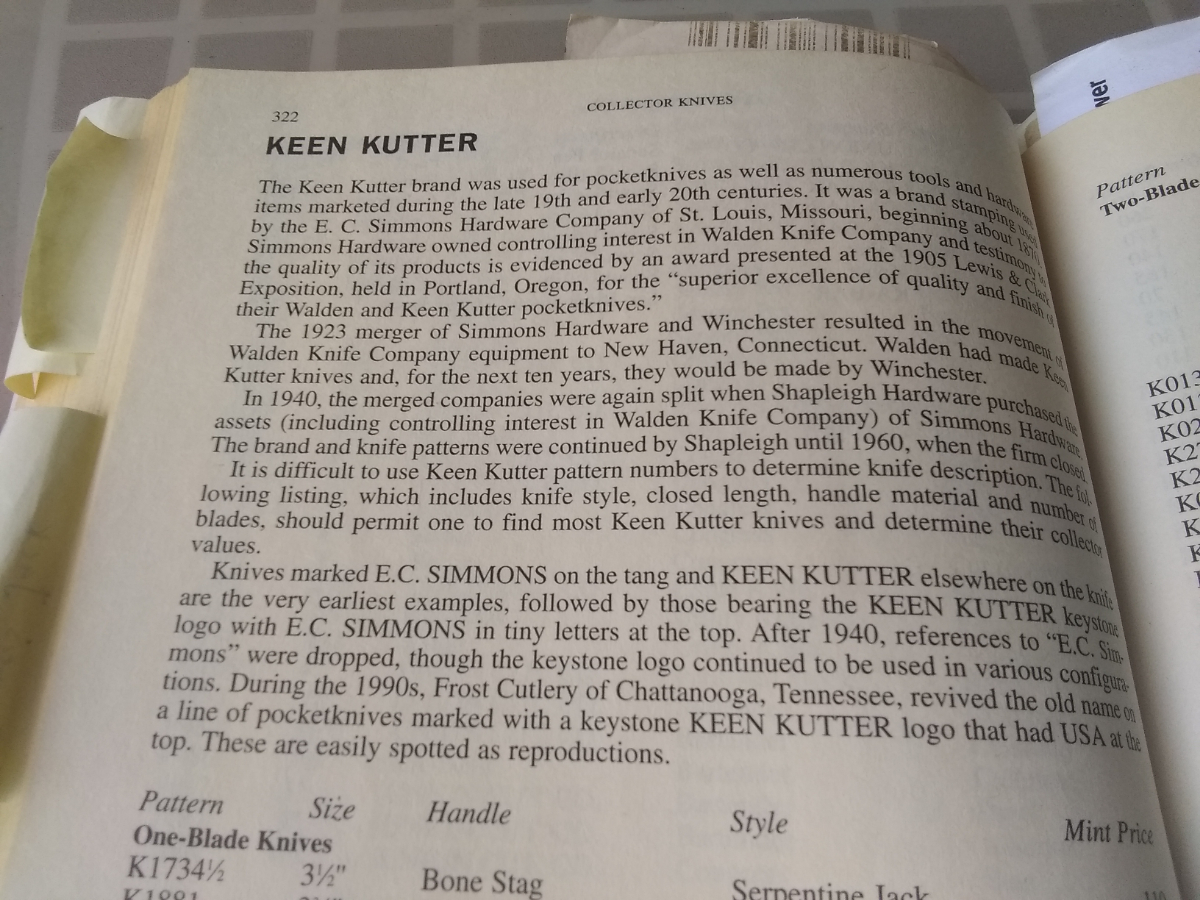 322
COLLECTOR KNIVES
KEEN KUTTER
The Keen Kutter brand was used for pocketknives as well as numerous tools and hardware
items marketed during the late 19th and early 20th centuries. It was a brand stamping used
by the E. C. Simmons Hardware Company of St. Louis, Missouri, beginning about
Simmons Hardware owned controlling interest in Walden Knife Company and testimony to
the quality of its products is evidenced by an award presented at the 1905 Lewis & Clark
Exposition, held in Portland, Oregon, for the “superior excellence of quality and finish of
their Walden and Keen Kutter pocketknives.”
The 1923 merger of Simmons Hardware and Winchester resulted in the movement of
Walden Knife Company equipment to New Haven, Connecticut. Walden had made Keen
Kutter knives and, for the next ten years, they would be made by Winchester.
In 1940, the merged companies were again split when Shapleigh Hardware purchased the
assets (including controlling interest in Walden Knife Company) of Simmons Hardware.
The brand and knife patterns were continued by Shapleigh until 1960, when the firm closed.
It is difficult to use Keen Kutter pattern numbers to determine knife description. The fol-
lowing listing, which includes knife style, closed length, handle material and number of
blades, should permit one to find most Keen Kutter knives and determine their collector
values.
Knives marked E.C. SIMMONS on the tang and KEEN KUTTER elsewhere on the knife
are the very earliest examples, followed by those bearing the KEEN KUTTER keystone
logo with E.C. SIMMONS in tiny letters at the top. After 1940, references to “E.C. Sim-
mons” were dropped, though the keystone logo continued to be used in various configura-
tions. During the 1990s, Frost Cutlery of Chattanooga, Tennessee, revived the old name on
a line of pocketknives marked with a keystone KEEN KUTTER logo that had USA at the
top. These are easily spotted as reproductions.
Pattern Size Handle Style Mint Price
One-Blade Knives
K1734½ 3½" Bone Stag Serpentine Jack
K1881
Pattern
Two-Blade
K013
K02
K27